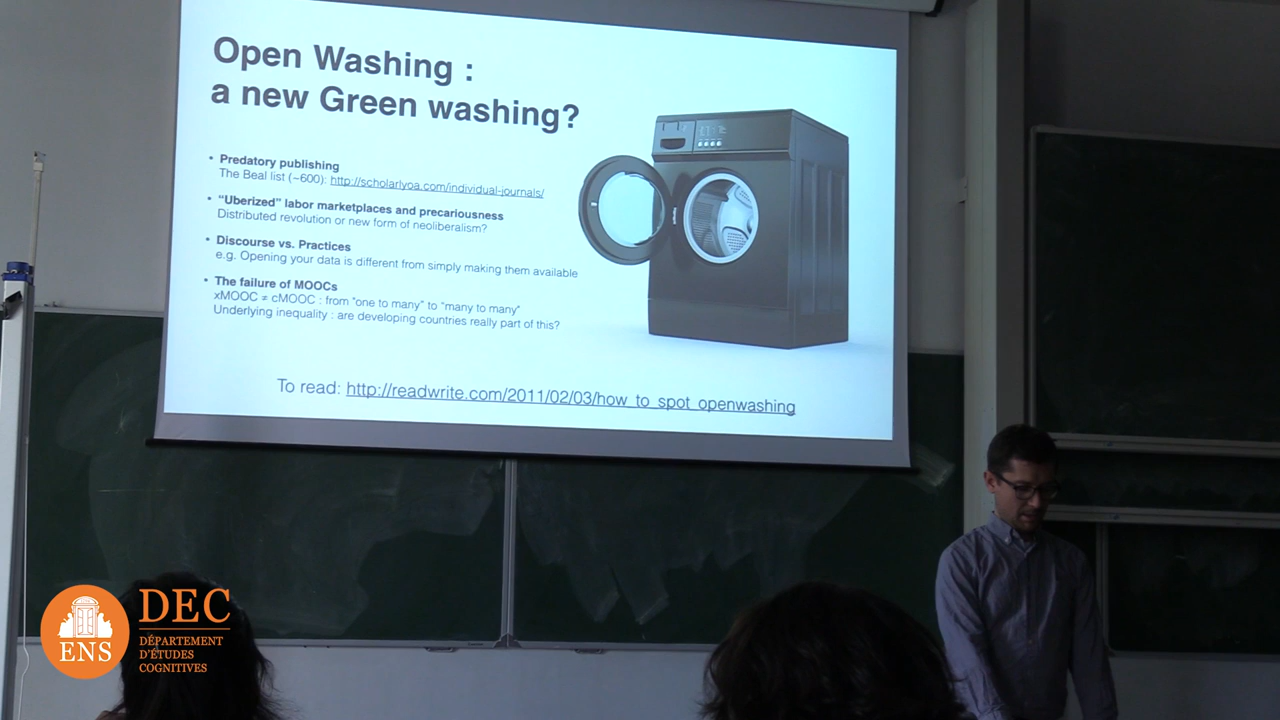 Open Washing :
a new Green washing?
• Predatory publishing
The Beal list (~600): http://scholarlyoa.com/individual-journals/
• “Uberized” labor marketplaces and precariousness
Distributed revolution or new form of neoliberalism?
• Discourse vs. Practices
e.g. Opening your data is different from simply making them available
• The failure of MOOCs
xMOOC ≠ cMOOC : from “one to many” to “many to many”
Underlying inequality : are developing countries really part of this?
To read: http://readwrite.com/2011/02/03/how_to_spot_openwashing
ENS
DEC
DÉPARTEMENT
D'ÉTUDES
COGNITIVES